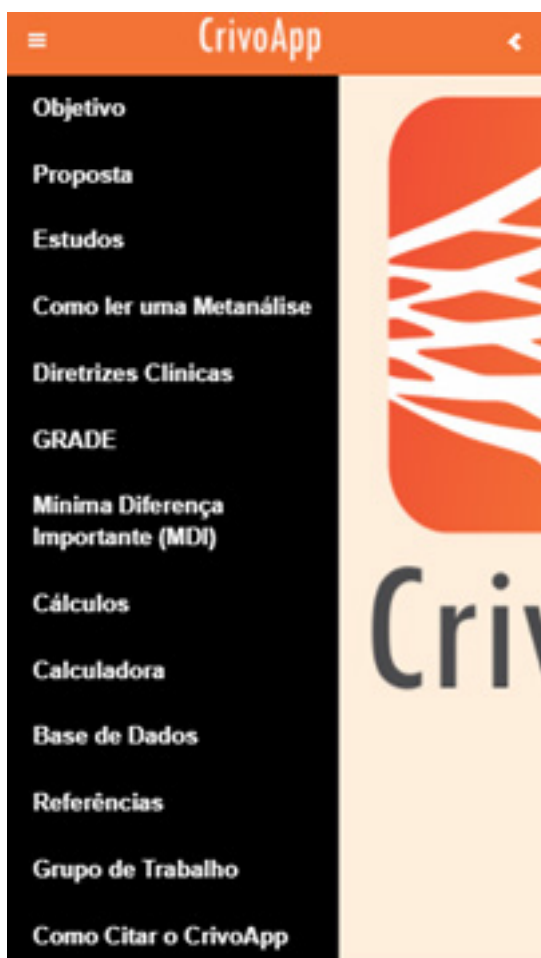 CrivoApp
Objetivo
Proposta
Estudos
Como ler uma Metanálise
Diretrizes Clínicas
GRADE
Mínima Diferença
Importante (MDI)
Cálculos
Calculadora
Base de Dados
Referências
Grupo de Trabalho
Como Citar o CrivoApp
Criv